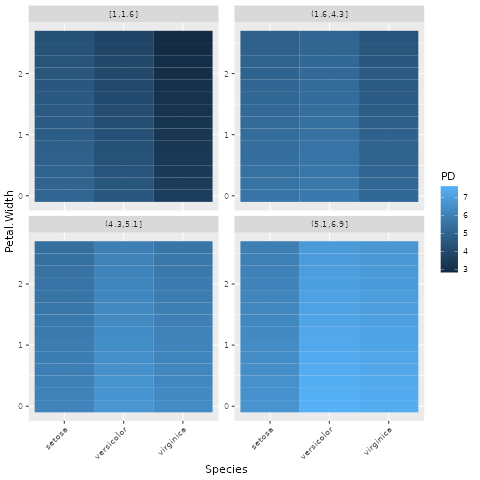 [1,1.6]
(1.6,4.3]
2
1
0
2
1
0
(4.3,5.1]
(5.1,6.9]
2
1
0
2
1
0
setosa
versicolor
virginica
setosa
versicolor
virginica
Species
Petal.Width
PD
7
6
5
4
3